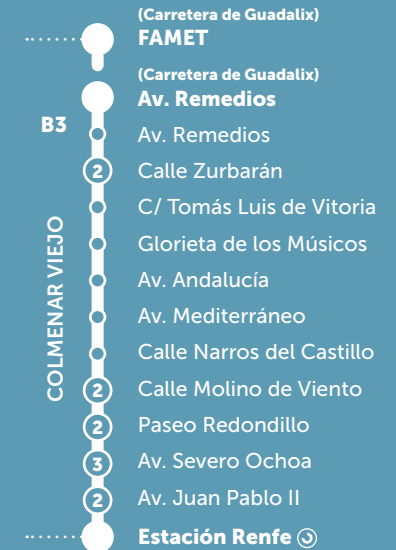 (Carretera de Guadalix)
FAMET
(Carretera de Guadalix)
Av. Remedios
B3
Av. Remedios
2 Calle Zurbarán
C/ Tomás Luis de Vitoria
Glorieta de los Músicos
Av. Andalucía
Av. Mediterráneo
Calle Narros del Castillo
2 Calle Molino de Viento
2 Paseo Redondillo
3 Av. Severo Ochoa
2 Av. Juan Pablo II
Estación Renfe
COLMENAR VIEJO